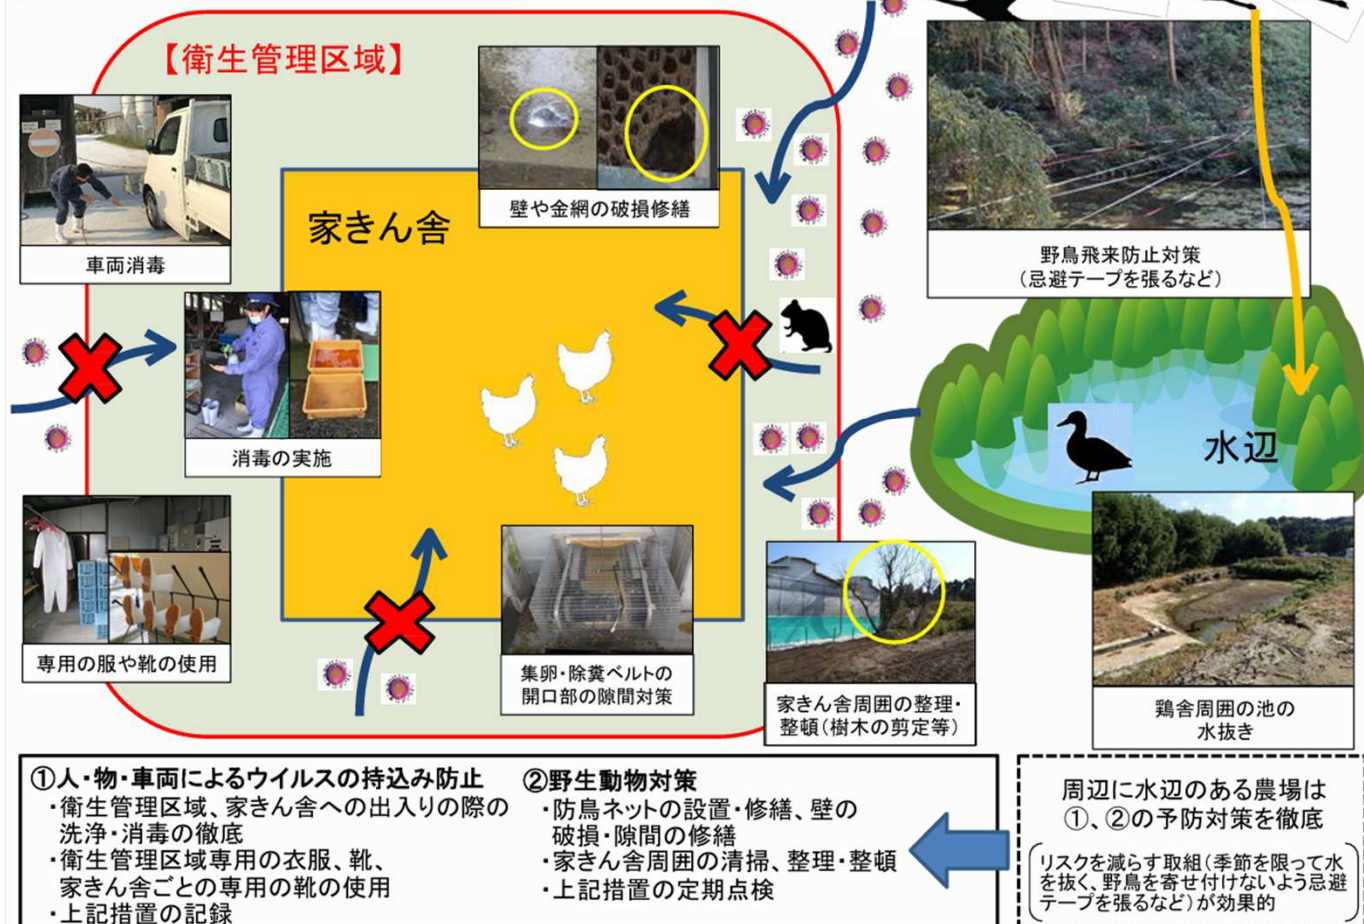 【衛生管理区域】
車両消毒
家きん舎
壁や金網の破損修繕
野鳥飛来防止対策
(忌避テープを張るなど)
消毒の実施
水辺
専用の服や靴の使用
集卵・除糞ベルトの
開口部の隙間対策
家きん舎周囲の整理・
整頓(樹木の剪定等)
鶏舎周囲の池の
水抜き
①人・物・車両によるウイルスの持込み防止
・衛生管理区域、家きん舎への出入りの際の
洗浄・消毒の徹底
・衛生管理区域専用の衣服、靴、
家きん舎ごとの専用の靴の使用
・上記措置の記録
②野生動物対策
・防鳥ネットの設置・修繕、壁の
破損・隙間の修繕
・家きん舎周囲の清掃、整理・整頓
・上記措置の定期点検
周辺に水辺のある農場は
①、②の予防対策を徹底
リスクを減らす取組(季節を限って水
を抜く、野鳥を寄せ付けないよう忌避
テープを張るなど)が効果的